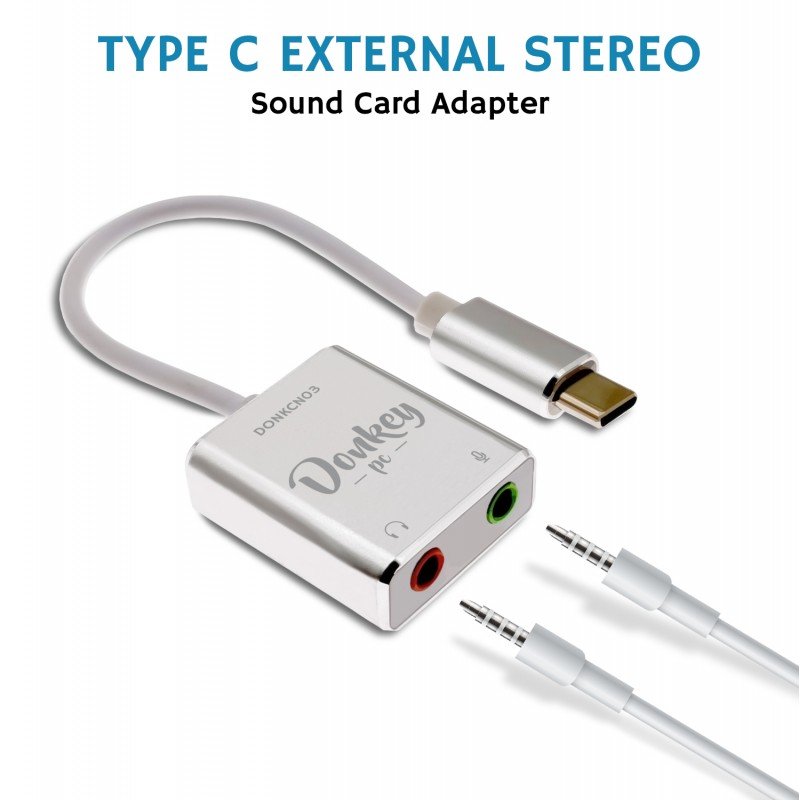 TYPE C EXTERNAL STEREO
Sound Card Adapter
DONKCN03
Donkey
- pc -